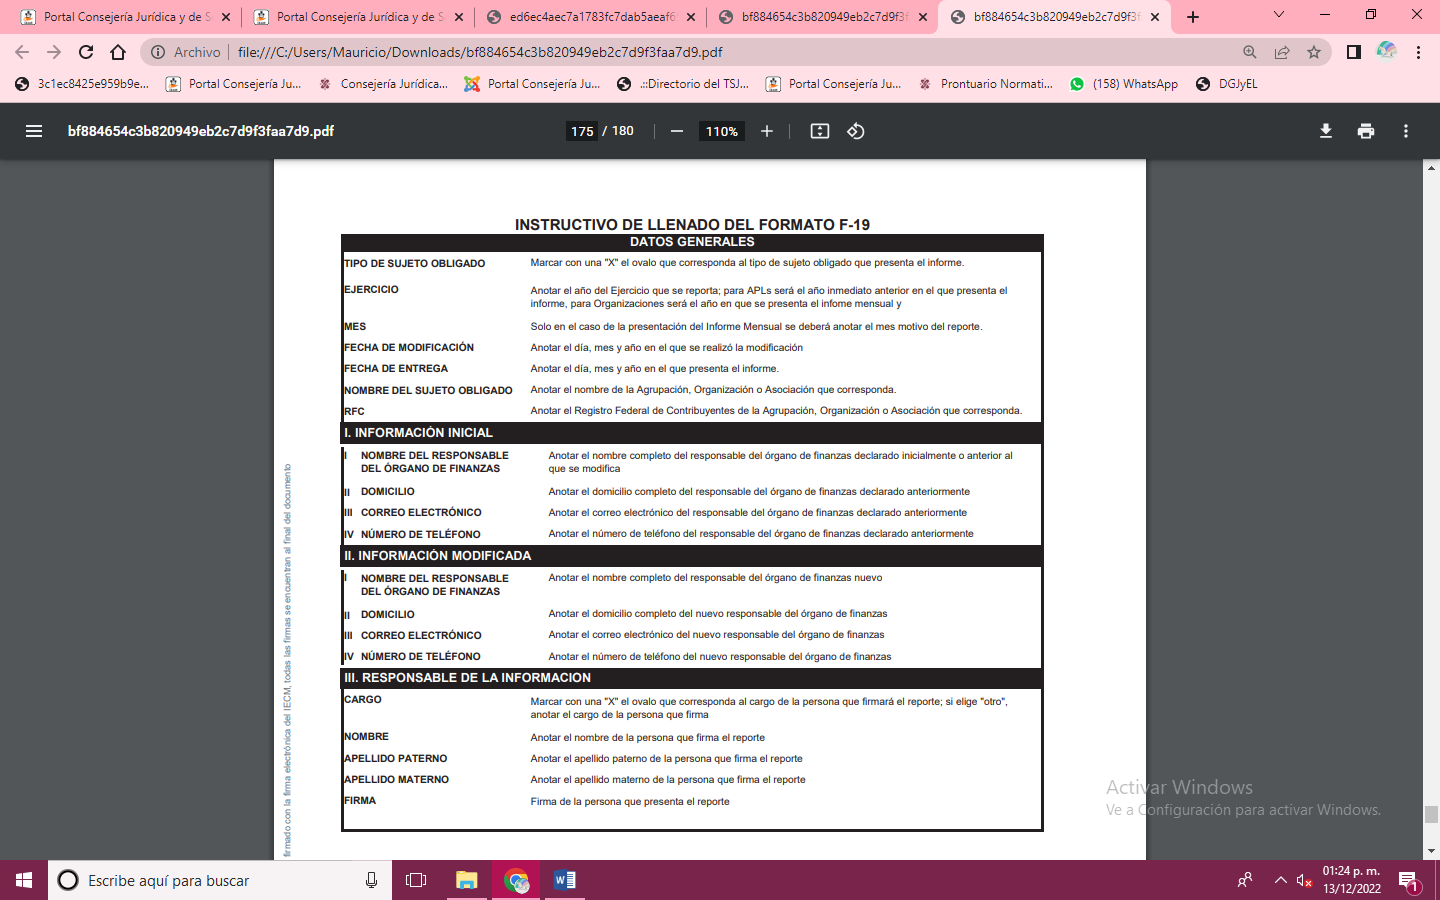 Portal Consejería Jurídica y de S
Portal Consejería Jurídica y de S
ed6ec4aec7a1783fc7dab5aeaf6
bf884654c3b820949eb2c7d9f3f
bf884654c3b820949eb2c7d9f3f
Archivo
file:///C:/Users/Mauricio/Downloads/bf884654c3b820949eb2c7d9f3faa7d9.pdf
3c1ec8425e959b9e...
Portal Consejería Ju...
Consejería Jurídica...
Portal Consejería Ju...
.::Directorio del TSJ...
Portal Consejería Ju...
Prontuario Normati...
(158) WhatsApp
DGJyEL
bf884654c3b820949eb2c7d9f3faa7d9.pdf
175 / 180
110%
INSTRUCTIVO DE LLENADO DEL FORMATO F-19
DATOS GENERALES
TIPO DE SUJETO OBLIGADO
Marcar con una "X" el ovalo que corresponda al tipo de sujeto obligado que presenta el informe.
EJERCICIO
Anotar el año del Ejercicio que se reporta; para APLs será el año inmediato anterior en el que presenta el
informe, para Organizaciones será el año en que se presenta el infome mensual y
MES
Solo en el caso de la presentación del Informe Mensual se deberá anotar el mes motivo del reporte.
FECHA DE MODIFICACIÓN
Anotar el día, mes y año en el que se realizó la modificación
FECHA DE ENTREGA
Anotar el día, mes y año en el que presenta el informe.
NOMBRE DEL SUJETO OBLIGADO
Anotar el nombre de la Agrupación, Organización o Asociación que corresponda.
RFC
Anotar el Registro Federal de Contribuyentes de la Agrupación, Organización o Asociación que corresponda.
I. INFORMACIÓN INICIAL
I NOMBRE DEL RESPONSABLE
DEL ÓRGANO DE FINANZAS
Anotar el nombre completo del responsable del órgano de finanzas declarado inicialmente o anterior al
que se modifica
II DOMICILIO
Anotar el domicilio completo del responsable del órgano de finanzas declarado anteriormente
III CORREO ELECTRÓNICO
Anotar el correo electrónico del responsable del órgano de finanzas declarado anteriormente
IV NÚMERO DE TELÉFONO
Anotar el número de teléfono del responsable del órgano de finanzas declarado anteriormente
II. INFORMACIÓN MODIFICADA
I NOMBRE DEL RESPONSABLE
DEL ÓRGANO DE FINANZAS
Anotar el nombre completo del responsable del órgano de finanzas nuevo
II DOMICILIO
Anotar el domicilio completo del nuevo responsable del órgano de finanzas
III CORREO ELECTRÓNICO
Anotar el correo electrónico del nuevo responsable del órgano de finanzas
IV NÚMERO DE TELÉFONO
Anotar el número de teléfono del nuevo responsable del órgano de finanzas
III. RESPONSABLE DE LA INFORMACION
CARGO
Marcar con una "X" el ovalo que corresponda al cargo de la persona que firmará el reporte; si elige "otro",
anotar el cargo de la persona que firma
NOMBRE
Anotar el nombre de la persona que firma el reporte
APELLIDO PATERNO
Anotar el apellido paterno de la persona que firma el reporte
APELLIDO MATERNO
Anotar el apellido materno de la persona que firma el reporte
FIRMA
Firma de la persona que presenta el reporte
firmado con la firma electrónica del IECM, todas las firmas se encuentran al final del documento
Activar Windows
Ve a Configuración para activar Windows.
Escribe aquí para buscar
01:24 p. m.
13/12/2022
1